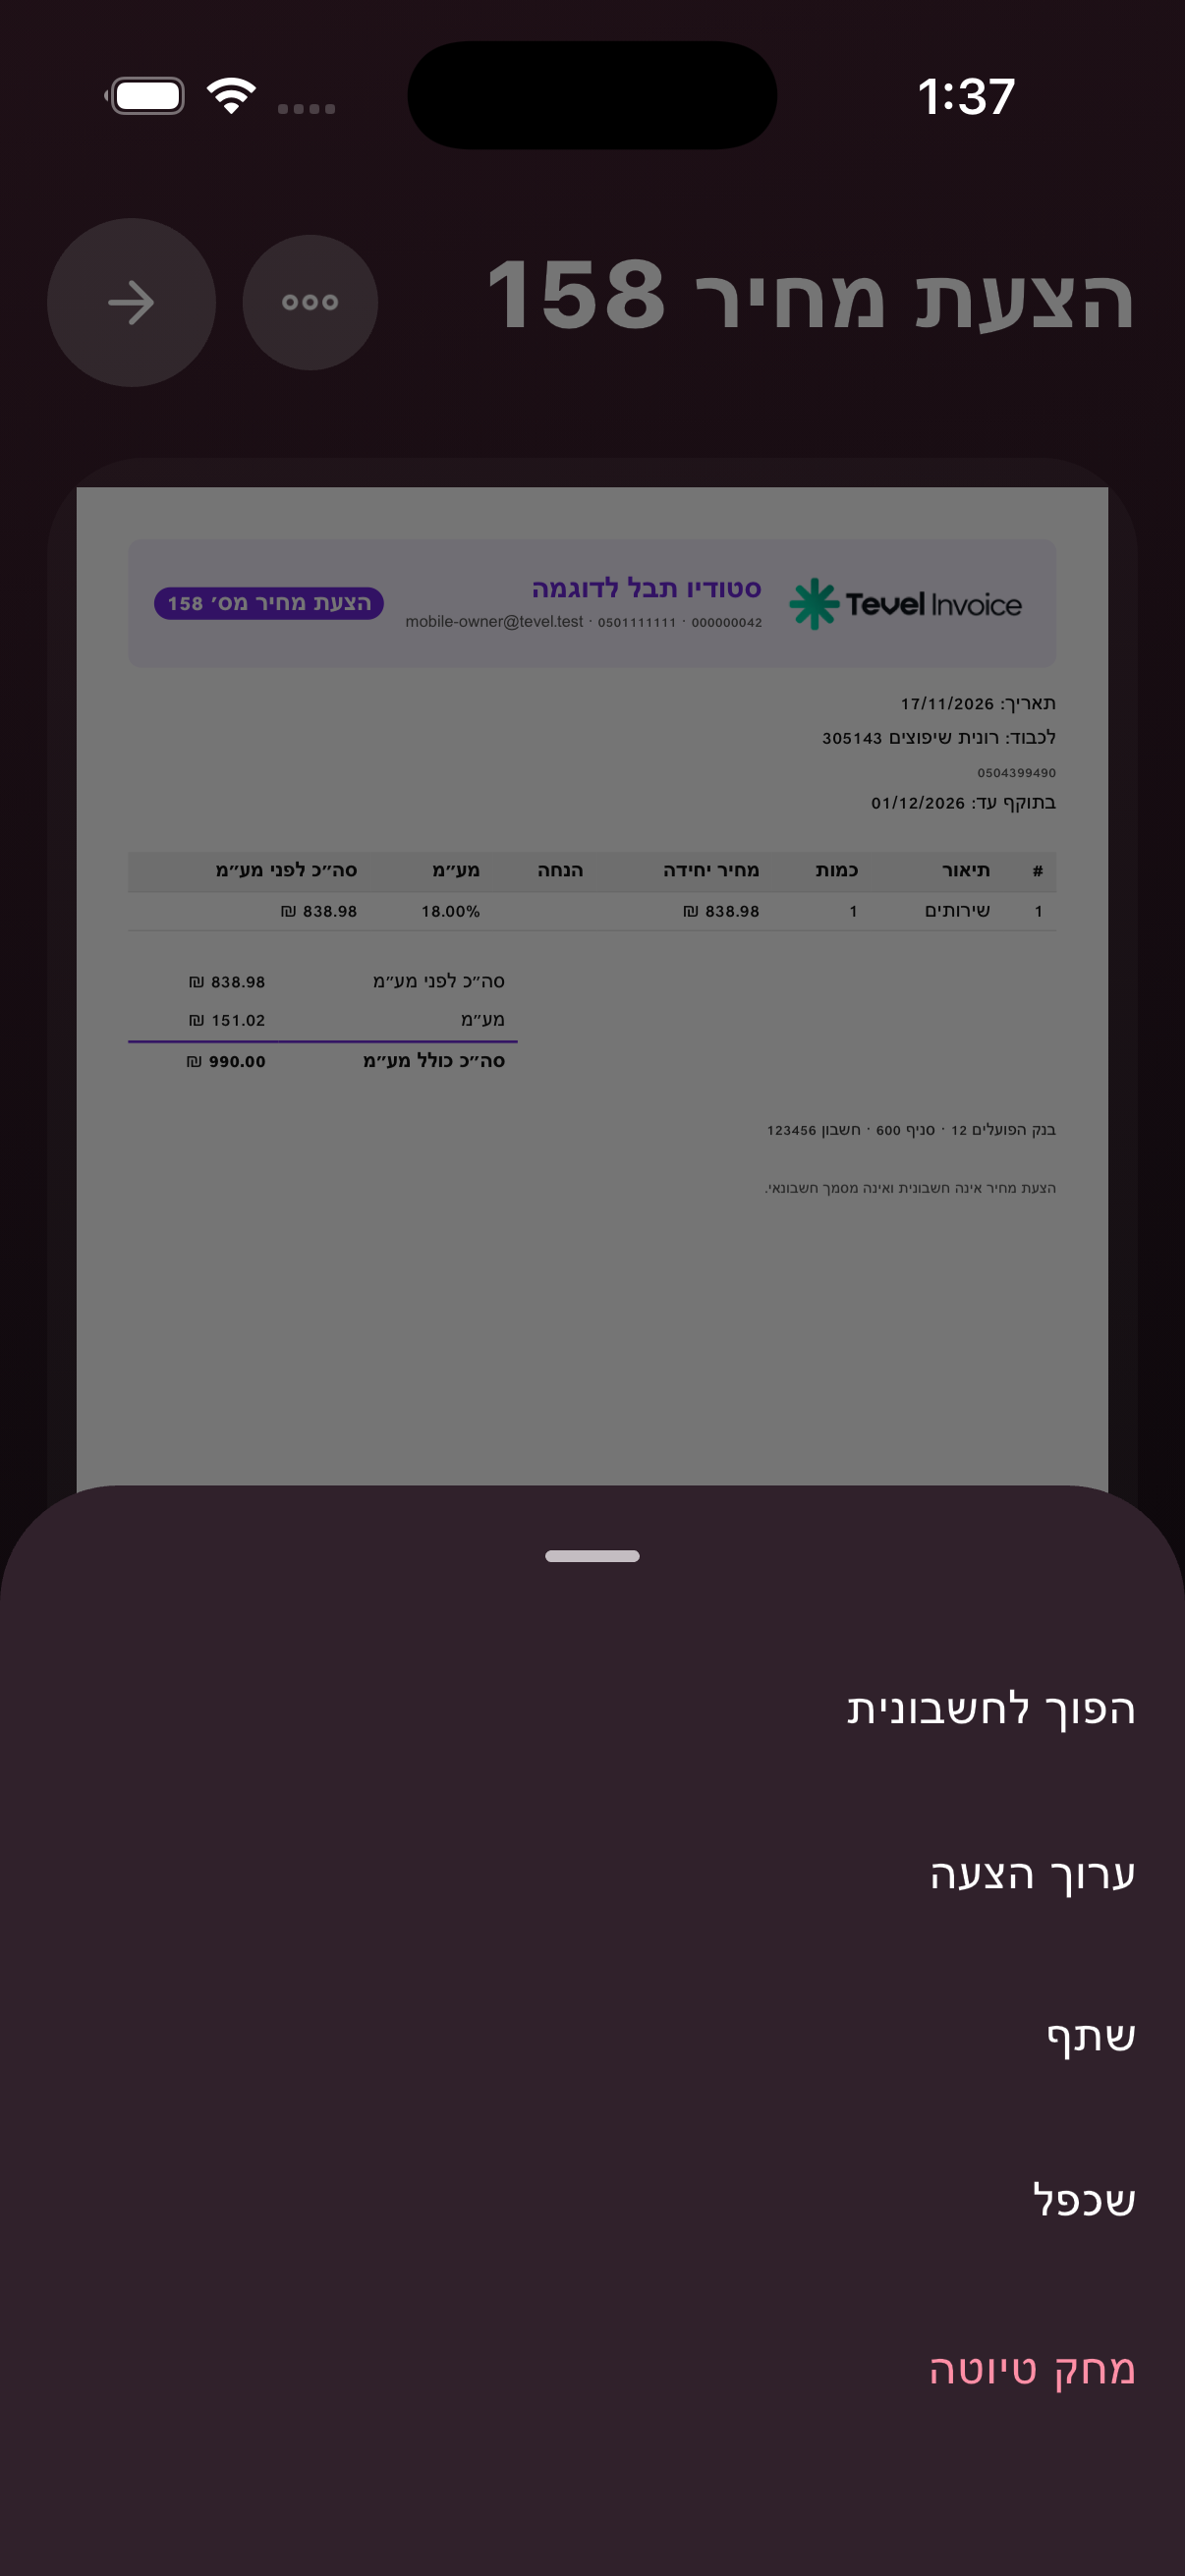 1:37
הצעת מחיר 158
Tevel Invoice
סטודיו תבל לדוגמה
000000042 · 0501111111 · mobile-owner@tevel.test
הצעת מחיר מס׳ 158
תאריך: 17/11/2026
לכבוד: רונית שיפוצים 305143
0504399490
בתוקף עד: 01/12/2026
# תיאור כמות מחיר יחידה הנחה מע״מ סה״כ לפני מע״מ
1 שירותים 1 838.98 ₪ 18.00% 838.98 ₪
סה״כ לפני מע״מ 838.98 ₪
מע״מ 151.02 ₪
סה״כ כולל מע״מ 990.00 ₪
בנק הפועלים 12 · סניף 600 · חשבון 123456
הצעת מחיר אינה חשבונית ואינה מסמך חשבונאי.
הפוך לחשבונית
ערוך הצעה
שתף
שכפל
מחק טיוטה